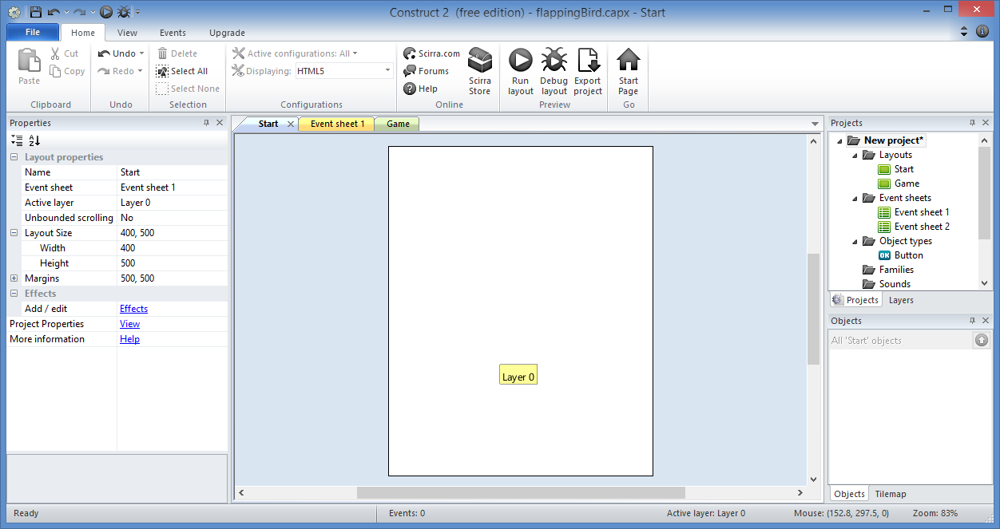 Construct 2  (free edition) - flappingBird.capx - Start
File Home View Events Upgrade
Paste Cut Copy Clipboard
Undo Redo Undo
Delete Select All Select None Selection
Active configurations: All
Displaying: HTML5
Configurations
Scirra.com Forums Help Scirra Store Online
Run layout Debug layout Export project Preview
Start Page Go
Properties
Layout properties
Name Start
Event sheet Event sheet 1
Active layer Layer 0
Unbounded scrolling No
Layout Size 400, 500
Width 400
Height 500
Margins 500, 500
Effects
Add / edit Effects
Project Properties View
More information Help
Start Event sheet 1 Game
Layer 0
Projects
New project*
Layouts
Start
Game
Event sheets
Event sheet 1
Event sheet 2
Object types
OK Button
Families
Sounds
Projects Layers
Objects
All 'Start' objects
Objects Tilemap
Ready Events: 0 Active layer: Layer 0 Mouse: (152.8, 297.5, 0) Zoom: 83%